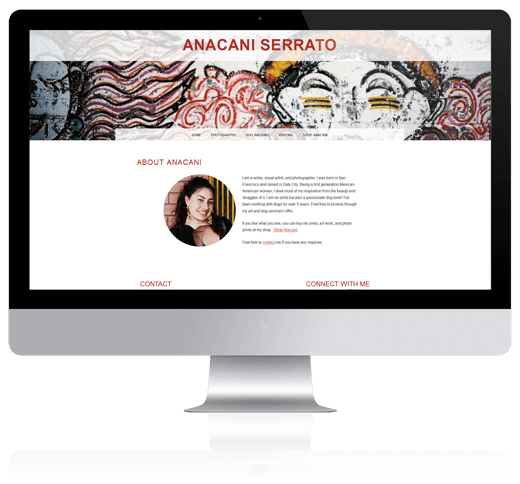 ANACANI SERRATO
HOME PHOTOGRAPHY DOG WALKING WRITING SHOP ANACANI
ABOUT ANACANI
I am a writer, visual artist, and photographer. I was born in San
Francisco and raised in Daly City. Being a first generation Mexican-
American women, I draw most of my inspiration from the beauty and
struggles of it. I am an artist but also a passionate dog lover! I've
been working with dogs for over 5 years. Feel free to browse through
my art and dog services I offer.
If you like what you see, you can buy my zines, art work, and photo
prints at my shop. Shop Anacani
Feel free to contact me if you have any inquiries.
CONTACT
CONNECT WITH ME